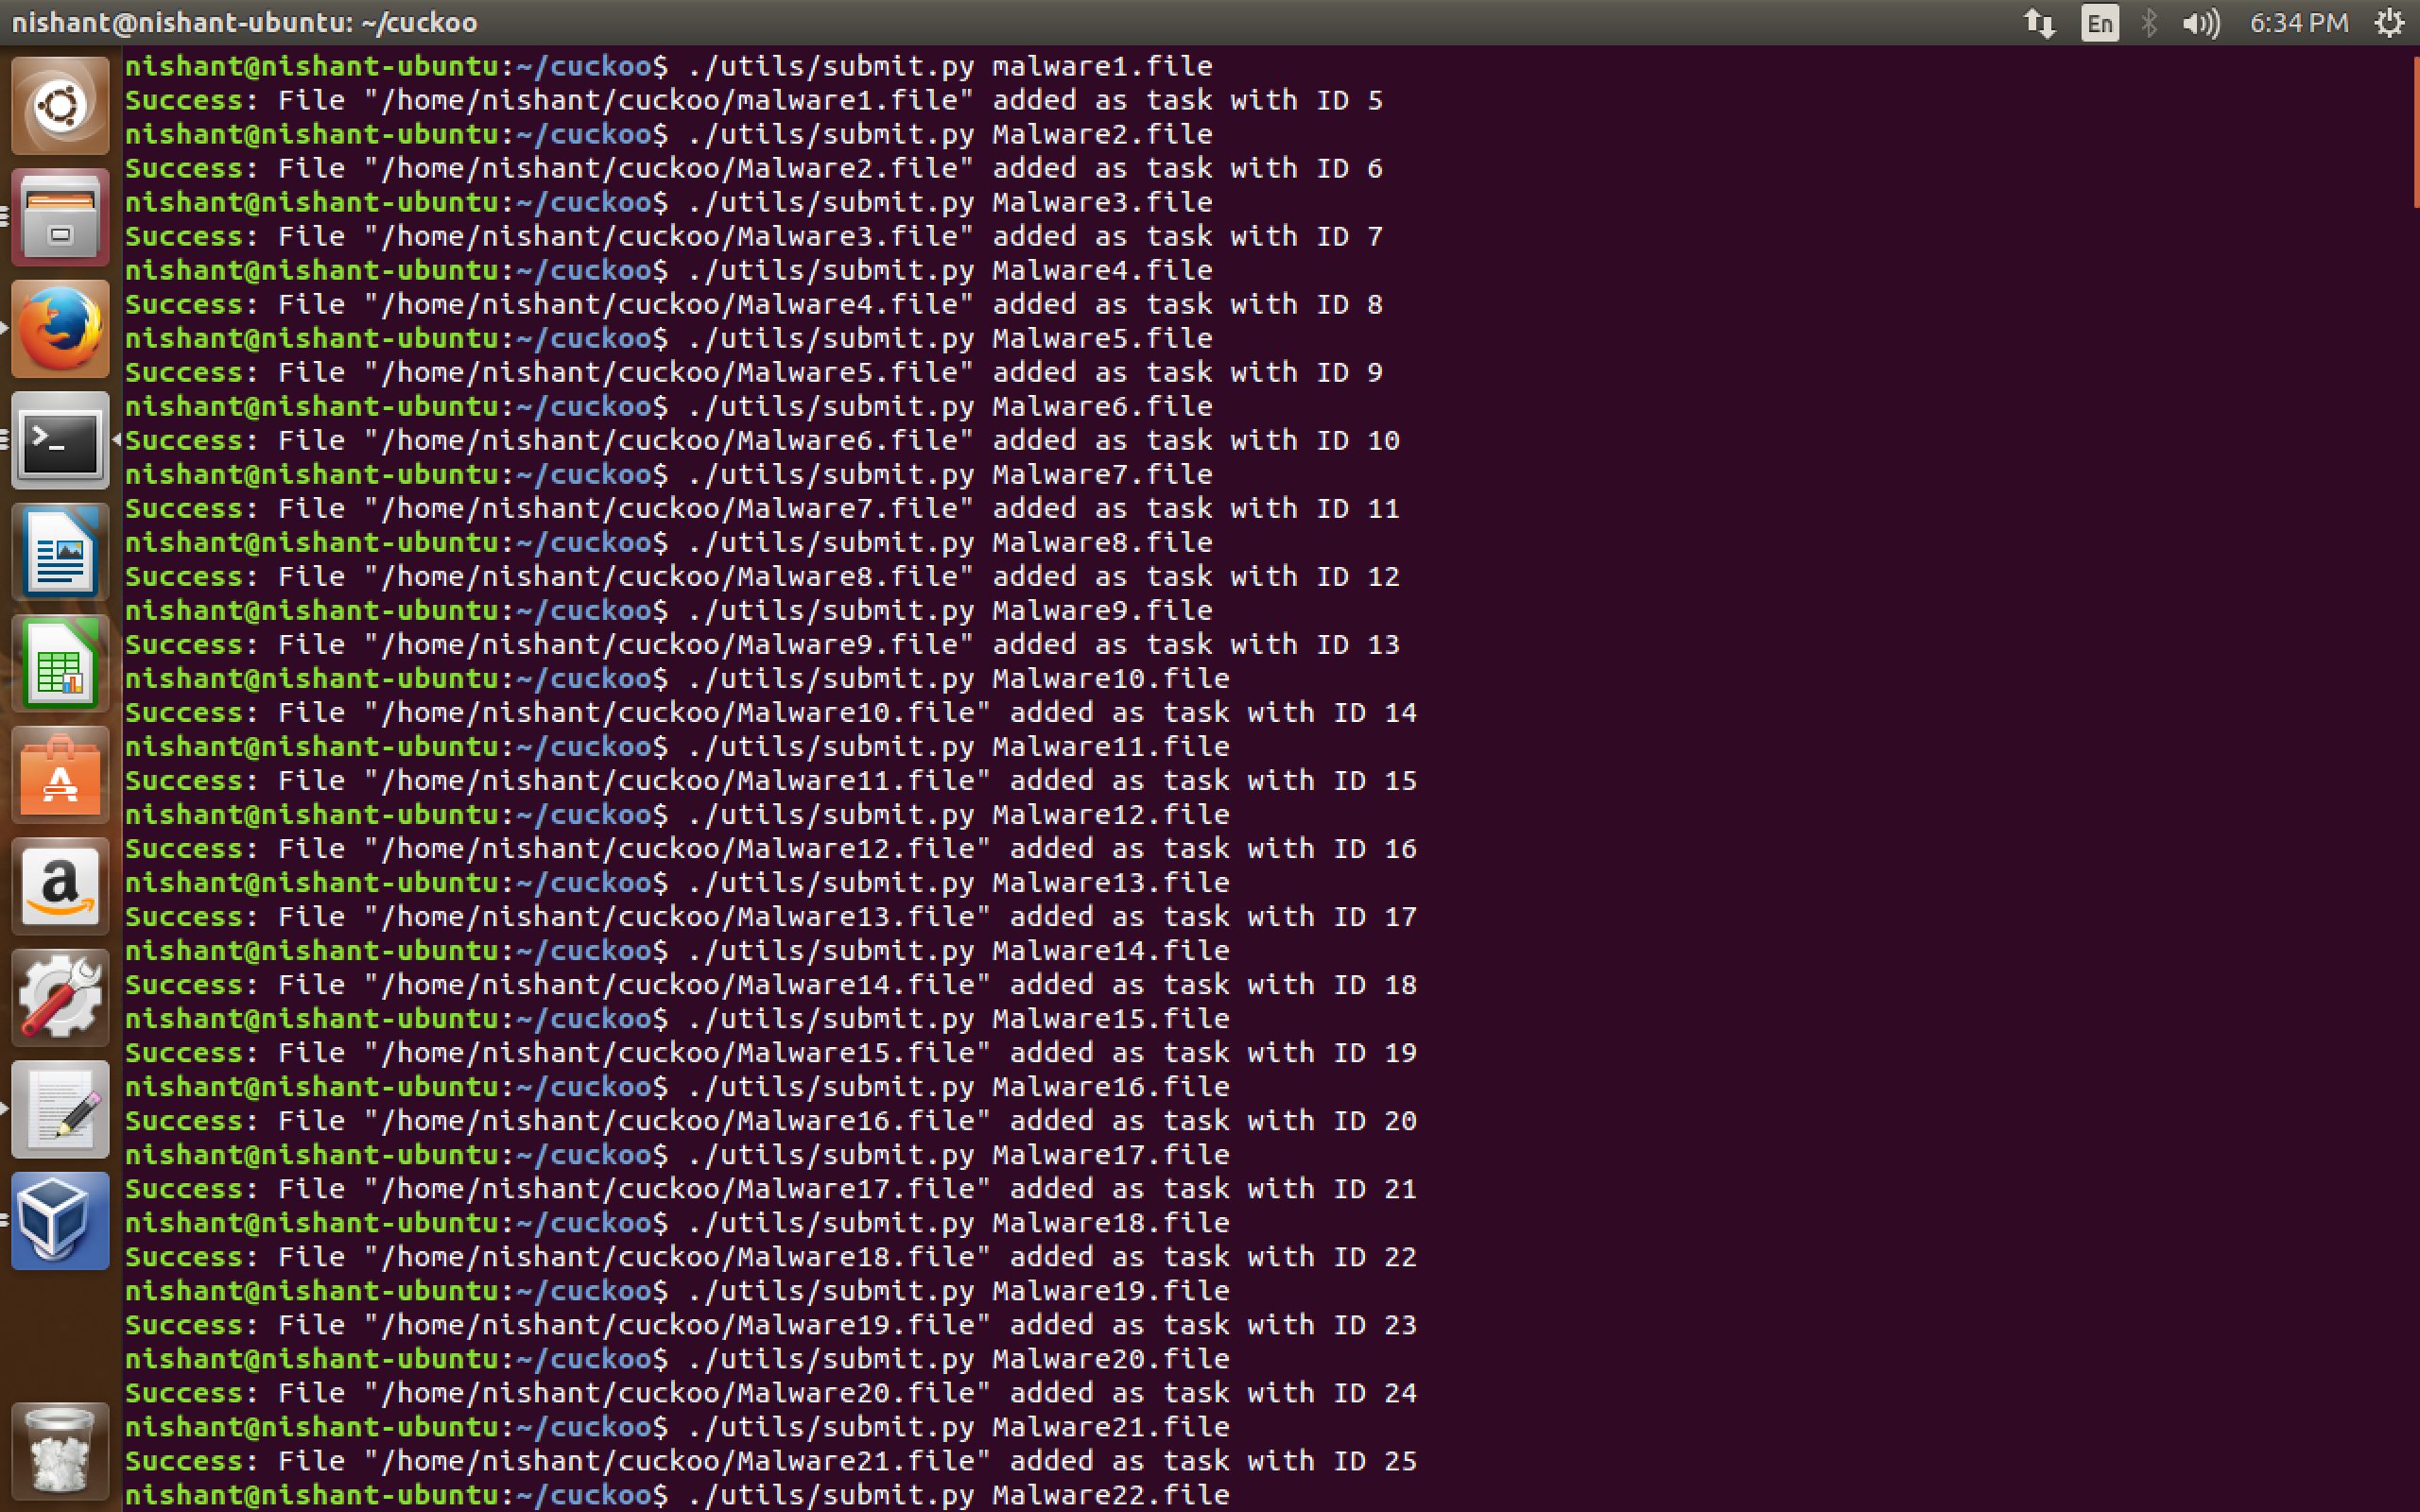 nishant@nishant-ubuntu: ~/cuckoo
En
6:34 PM
nishant@nishant-ubuntu:~/cuckoo$ ./utils/submit.py malware1.file
Success: File "/home/nishant/cuckoo/malware1.file" added as task with ID 5
nishant@nishant-ubuntu:~/cuckoo$ ./utils/submit.py Malware2.file
Success: File "/home/nishant/cuckoo/Malware2.file" added as task with ID 6
nishant@nishant-ubuntu:~/cuckoo$ ./utils/submit.py Malware3.file
Success: File "/home/nishant/cuckoo/Malware3.file" added as task with ID 7
nishant@nishant-ubuntu:~/cuckoo$ ./utils/submit.py Malware4.file
Success: File "/home/nishant/cuckoo/Malware4.file" added as task with ID 8
nishant@nishant-ubuntu:~/cuckoo$ ./utils/submit.py Malware5.file
Success: File "/home/nishant/cuckoo/Malware5.file" added as task with ID 9
nishant@nishant-ubuntu:~/cuckoo$ ./utils/submit.py Malware6.file
Success: File "/home/nishant/cuckoo/Malware6.file" added as task with ID 10
nishant@nishant-ubuntu:~/cuckoo$ ./utils/submit.py Malware7.file
Success: File "/home/nishant/cuckoo/Malware7.file" added as task with ID 11
nishant@nishant-ubuntu:~/cuckoo$ ./utils/submit.py Malware8.file
Success: File "/home/nishant/cuckoo/Malware8.file" added as task with ID 12
nishant@nishant-ubuntu:~/cuckoo$ ./utils/submit.py Malware9.file
Success: File "/home/nishant/cuckoo/Malware9.file" added as task with ID 13
nishant@nishant-ubuntu:~/cuckoo$ ./utils/submit.py Malware10.file
Success: File "/home/nishant/cuckoo/Malware10.file" added as task with ID 14
nishant@nishant-ubuntu:~/cuckoo$ ./utils/submit.py Malware11.file
Success: File "/home/nishant/cuckoo/Malware11.file" added as task with ID 15
nishant@nishant-ubuntu:~/cuckoo$ ./utils/submit.py Malware12.file
Success: File "/home/nishant/cuckoo/Malware12.file" added as task with ID 16
nishant@nishant-ubuntu:~/cuckoo$ ./utils/submit.py Malware13.file
Success: File "/home/nishant/cuckoo/Malware13.file" added as task with ID 17
nishant@nishant-ubuntu:~/cuckoo$ ./utils/submit.py Malware14.file
Success: File "/home/nishant/cuckoo/Malware14.file" added as task with ID 18
nishant@nishant-ubuntu:~/cuckoo$ ./utils/submit.py Malware15.file
Success: File "/home/nishant/cuckoo/Malware15.file" added as task with ID 19
nishant@nishant-ubuntu:~/cuckoo$ ./utils/submit.py Malware16.file
Success: File "/home/nishant/cuckoo/Malware16.file" added as task with ID 20
nishant@nishant-ubuntu:~/cuckoo$ ./utils/submit.py Malware17.file
Success: File "/home/nishant/cuckoo/Malware17.file" added as task with ID 21
nishant@nishant-ubuntu:~/cuckoo$ ./utils/submit.py Malware18.file
Success: File "/home/nishant/cuckoo/Malware18.file" added as task with ID 22
nishant@nishant-ubuntu:~/cuckoo$ ./utils/submit.py Malware19.file
Success: File "/home/nishant/cuckoo/Malware19.file" added as task with ID 23
nishant@nishant-ubuntu:~/cuckoo$ ./utils/submit.py Malware20.file
Success: File "/home/nishant/cuckoo/Malware20.file" added as task with ID 24
nishant@nishant-ubuntu:~/cuckoo$ ./utils/submit.py Malware21.file
Success: File "/home/nishant/cuckoo/Malware21.file" added as task with ID 25
nishant@nishant-ubuntu:~/cuckoo$ ./utils/submit.py Malware22.file